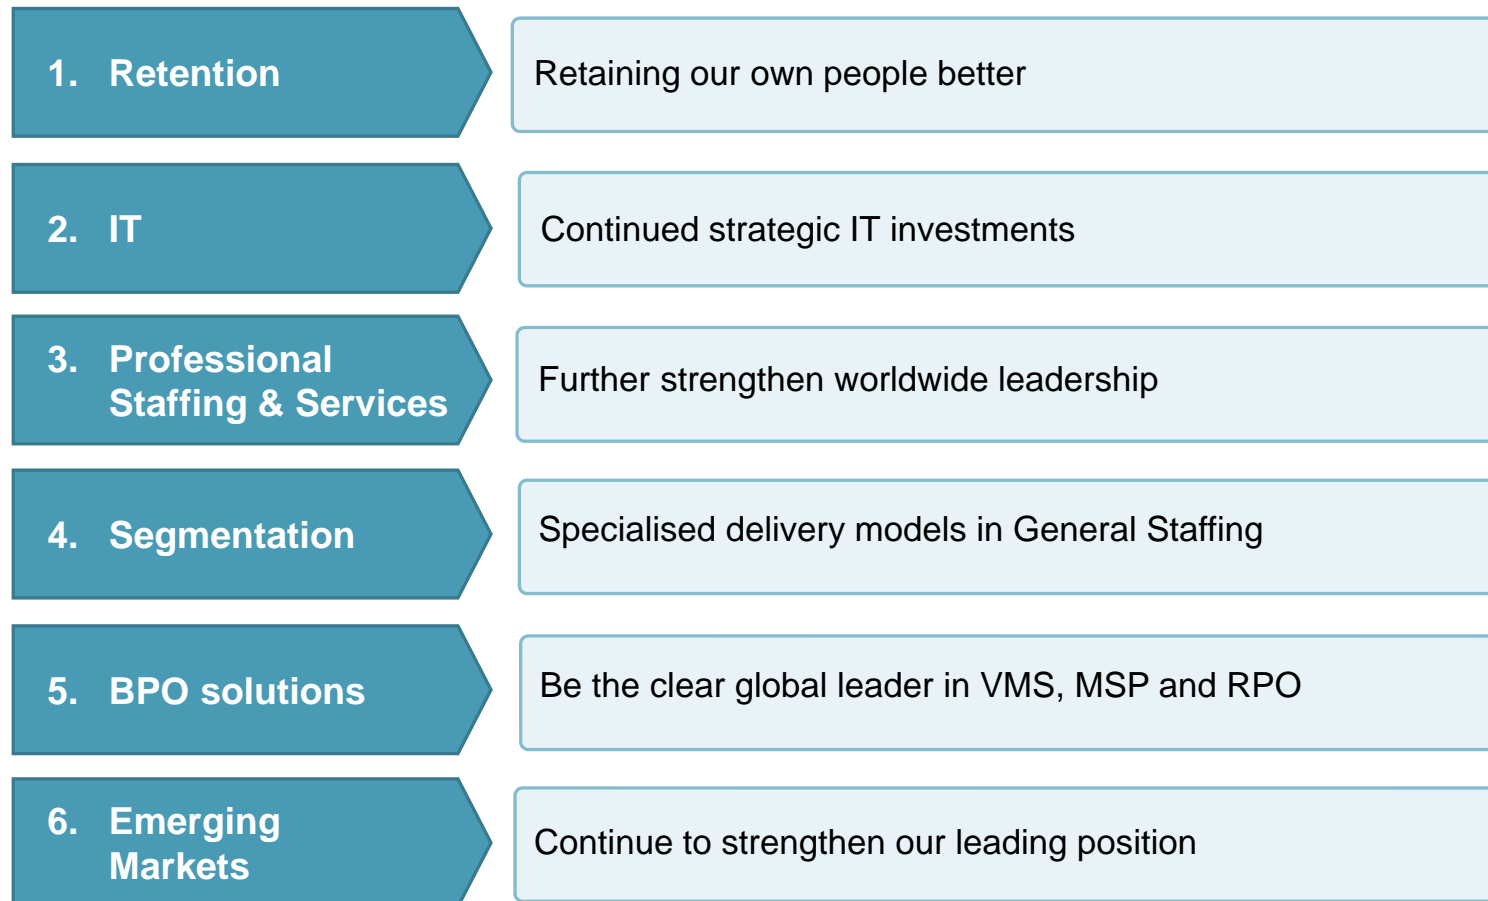 1. Retention
Retaining our own people better
2. IT
Continued strategic IT investments
3. Professional
Staffing & Services
Further strengthen worldwide leadership
4. Segmentation
Specialised delivery models in General Staffing
5. BPO solutions
Be the clear global leader in VMS, MSP and RPO
6. Emerging
Markets
Continue to strengthen our leading position